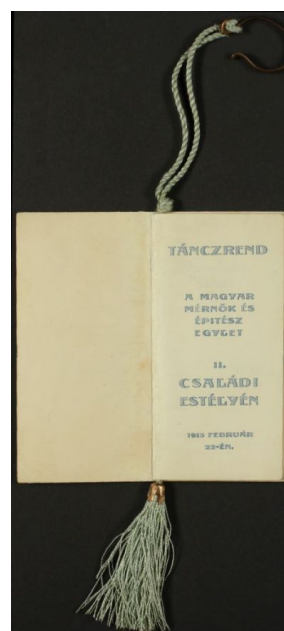 TÁNCZREND
A MAGYAR
MÉRNÖK ÉS
ÉPITÉSZ
EGYLET
II.
CSALÁDI
ESTÉLYÉN
1913 FEBRUÁR
22-ÉN.